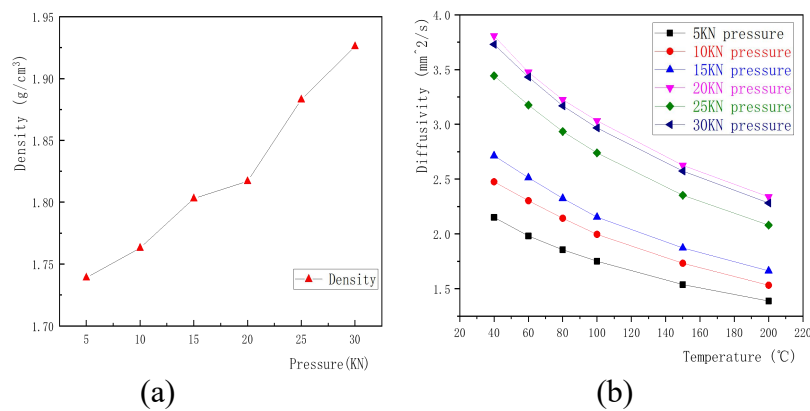 1.95
1.90
1.85
1.80
1.75
1.70
Density (g/cm³)
5
10
15
20
25
30
Pressure(KN)
Density
(a)
4.0
3.5
3.0
2.5
2.0
1.5
Diffusivity (mm^2/s)
20
40
60
80
100
120
140
160
180
200
220
Temperature (℃)
5KN pressure
10KN pressure
15KN pressure
20KN pressure
25KN pressure
30KN pressure
(b)